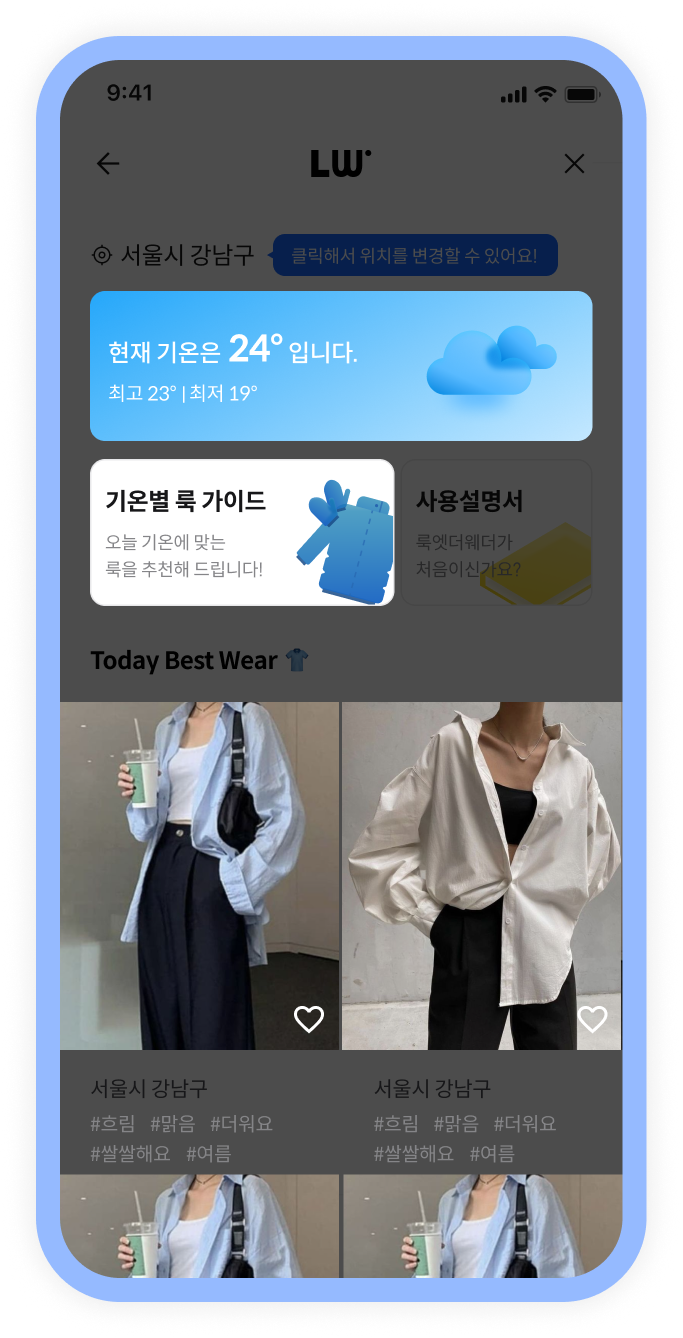 9:41
LW
서울시 강남구
클릭해서 위치를 변경할 수 있어요!
현재 기온은 24° 입니다.
최고 23° | 최저 19°
기온별 룩 가이드
오늘 기온에 맞는
룩을 추천해 드립니다!
사용설명서
룩엣더웨더가
처음이신가요?
Today Best Wear
서울시 강남구
#흐림 #맑음 #더워요
#쌀쌀해요 #여름
서울시 강남구
#흐림 #맑음 #더워요
#쌀쌀해요 #여름